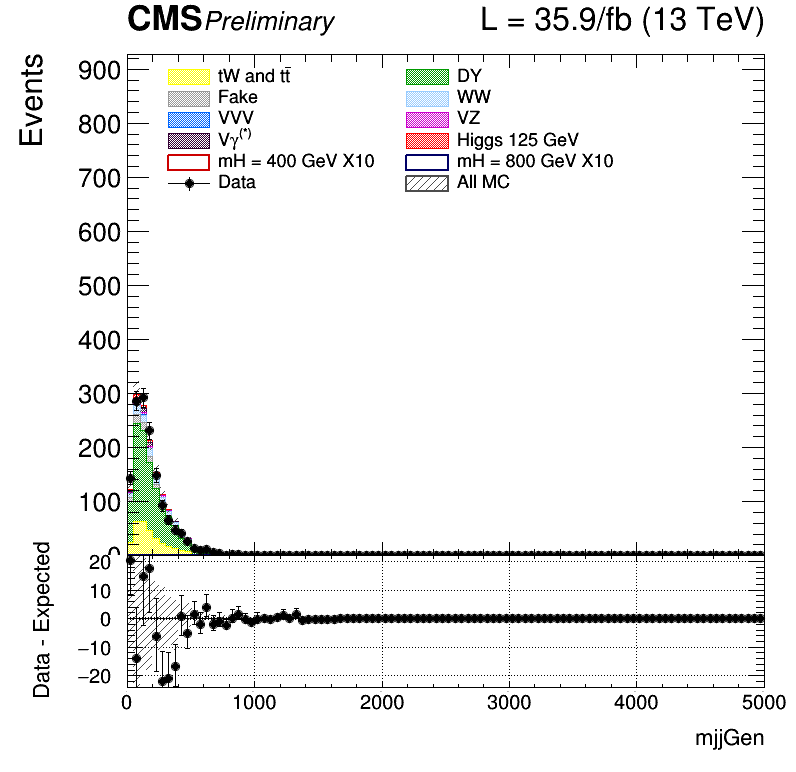 CMS Preliminary L = 35.9/fb (13 TeV)
Events
900
800
700
600
500
400
300
200
100
0
tW and tt̄ DY
Fake WW
VVV VZ
Vγ(*) Higgs 125 GeV
mH = 400 GeV X10 mH = 800 GeV X10
Data All MC
Data - Expected
20
10
0
−10
−20
0 1000 2000 3000 4000 5000
mjjGen